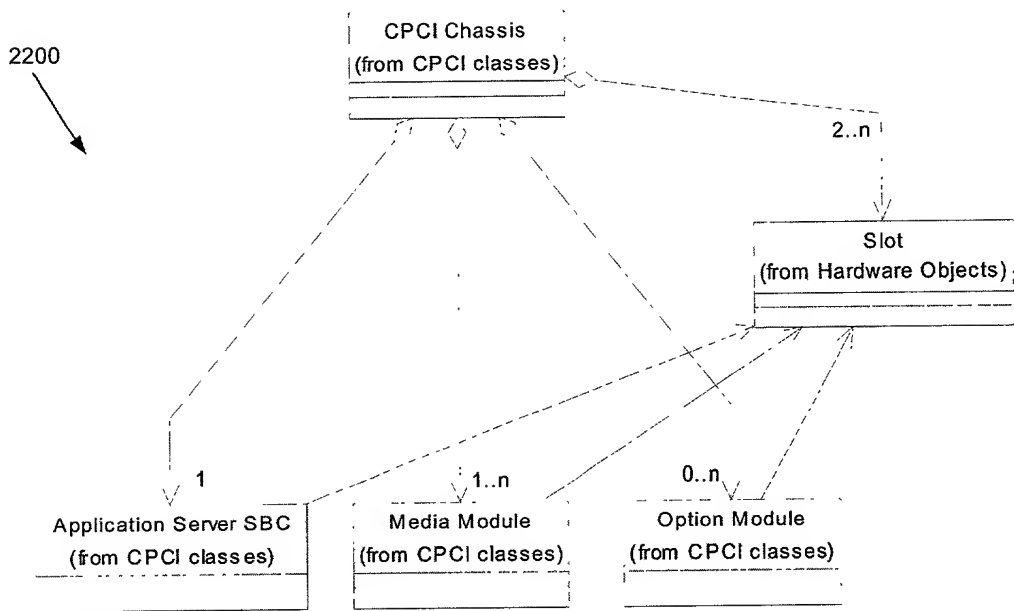 2200
CPCI Chassis
(from CPCI classes)
2..n
Slot
(from Hardware Objects)
1
1..n
0..n
Application Server SBC
(from CPCI classes)
Media Module
(from CPCI classes)
Option Module
(from CPCI classes)